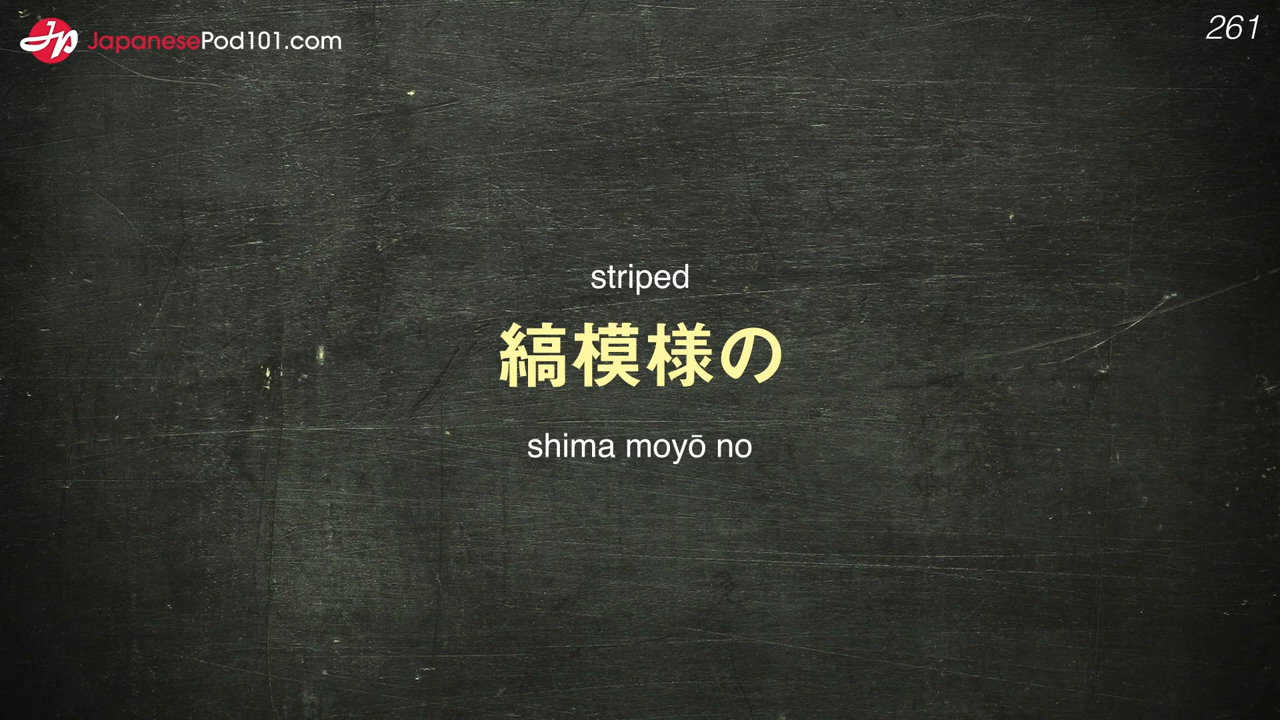 JapanesePod101.com
261
striped
縞模様の
shima moyō no